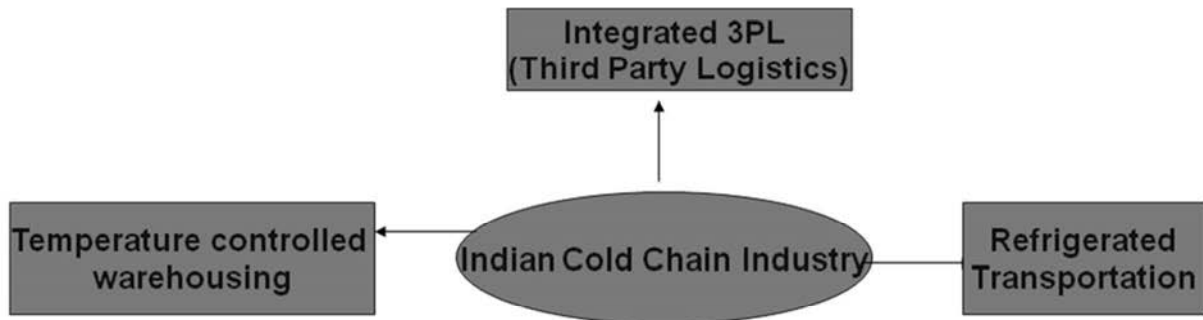 Integrated 3PL
(Third Party Logistics)
Temperature controlled
warehousing
Indian Cold Chain Industry
Refrigerated
Transportation